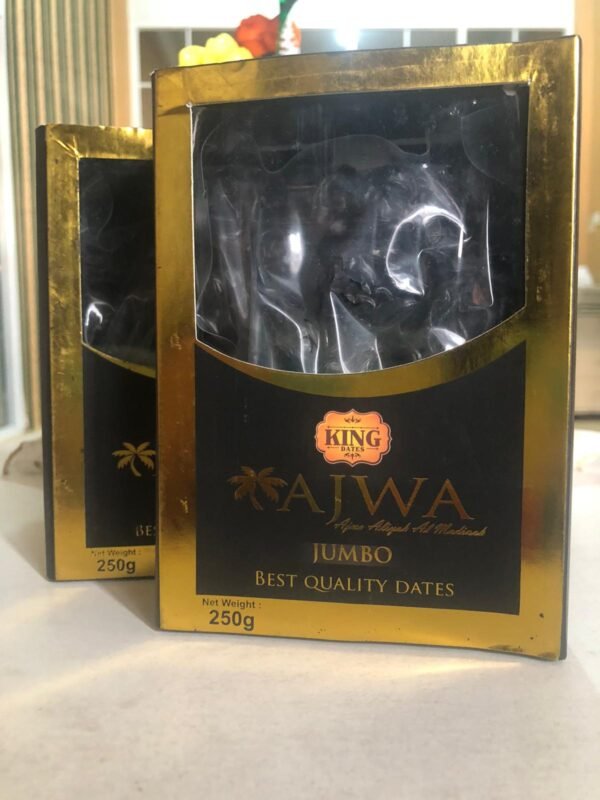 KING
DATES
AJWA
Ajwa Aliyah Al Madinah
JUMBO
BEST QUALITY DATES
Net Weight :
250g
BES
Net Weight :
250g